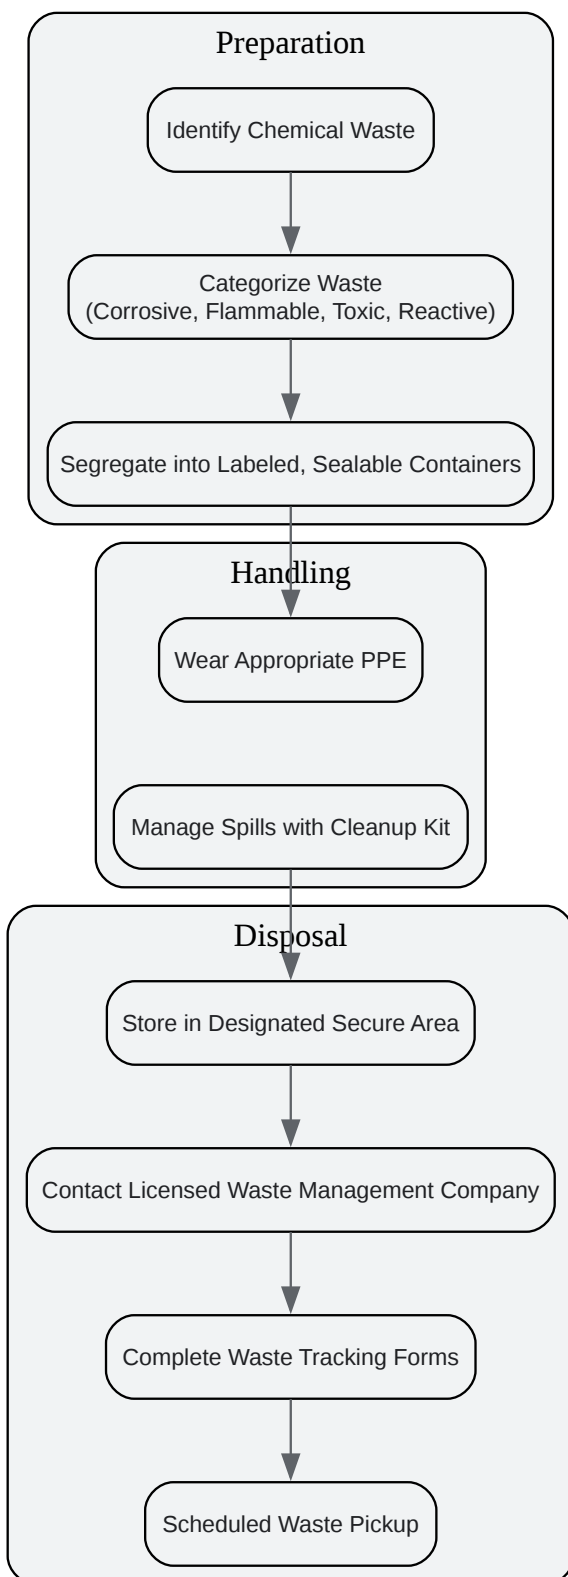 Preparation
Identify Chemical Waste
Categorize Waste
(Corrosive, Flammable, Toxic, Reactive)
Segregate into Labeled, Sealable Containers
Handling
Wear Appropriate PPE
Manage Spills with Cleanup Kit
Disposal
Store in Designated Secure Area
Contact Licensed Waste Management Company
Complete Waste Tracking Forms
Scheduled Waste Pickup